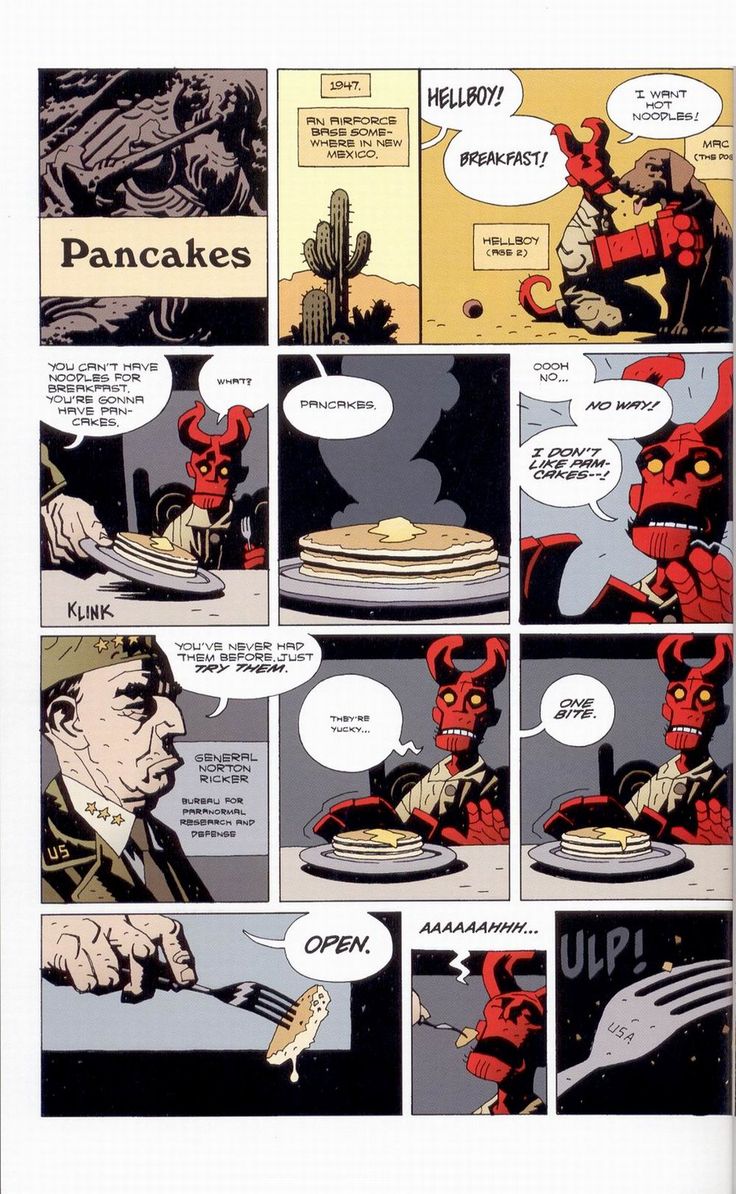 Pancakes
1947.
AN AIRFORCE
BASE SOME-
WHERE IN NEW
MEXICO.
HELLBOY!
BREAKFAST!
I WANT
HOT
NOODLES!
MAC
(THE DOG
HELLBOY
(AGE 2)
YOU CAN'T HAVE
NOODLES FOR
BREAKFAST.
YOU'RE GONNA
HAVE PAN-
CAKES.
WHAT?
KLINK
PANCAKES.
OOOH
NO...
NO WAY!
I DON'T
LIKE PAM-
CAKES--!
YOU'VE NEVER HAD
THEM BEFORE. JUST
TRY THEM.
GENERAL
NORTON
RICKER
BUREAU FOR
PARANORMAL
RESEARCH AND
DEFENSE
US
THEY'RE
YUCKY...
ONE
BITE.
OPEN.
AAAAAAHHH...
ULP!
USA